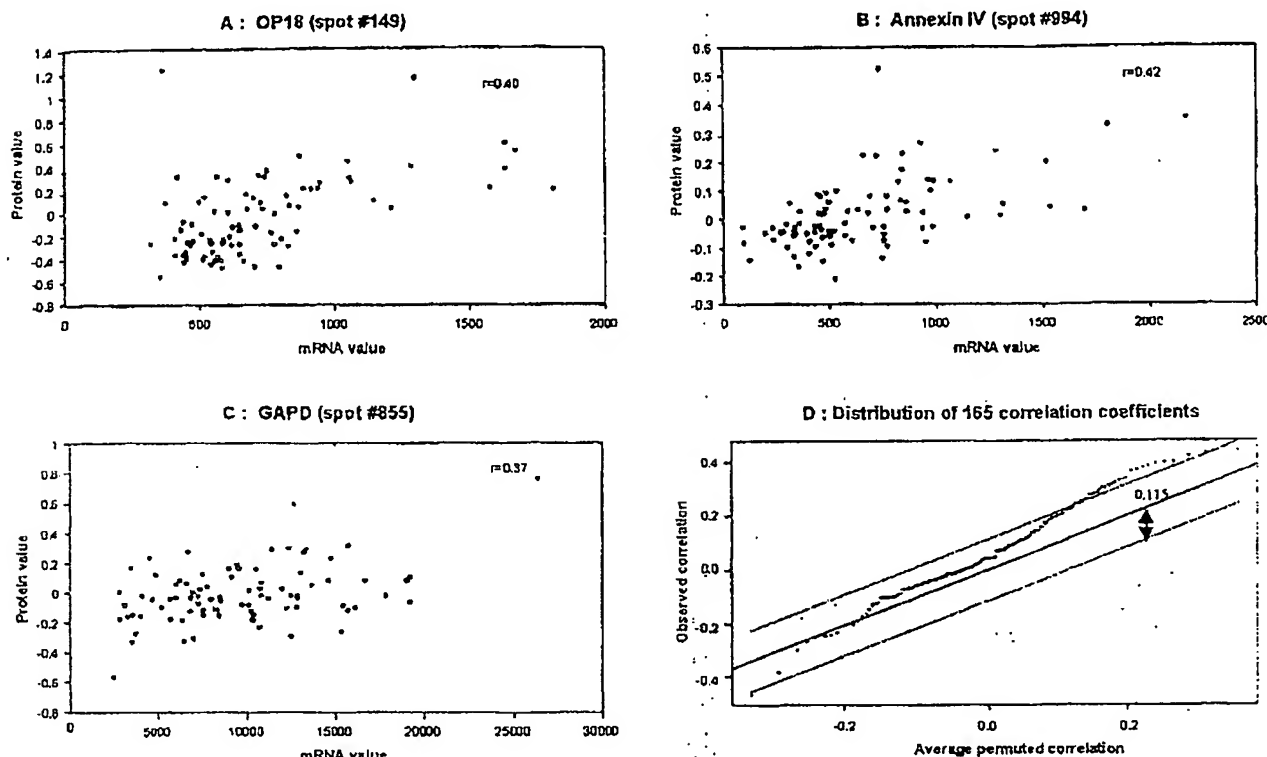 A : OP18 (spot #149)
1.4
1.2
1
0.8
0.6
0.4
0.2
0
-0.2
-0.4
-0.6
-0.8
Protein value
r=0.40
0 500 1000 1500 2000
mRNA value
B : Annexin IV (spot #994)
0.6
0.5
0.4
0.3
0.2
0.1
0
-0.1
-0.2
-0.3
Protein value
r=0.42
0 500 1000 1500 2000 2500
mRNA value
C : GAPD (spot #855)
1
0.8
0.6
0.4
0.2
0
-0.2
-0.4
-0.6
-0.8
Protein value
r=0.37
0 5000 10000 15000 20000 25000 30000
mRNA value
D : Distribution of 165 correlation coefficients
0.4
0.2
0.0
-0.2
-0.4
Observed correlation
0.115
-0.2 0.0 0.2
Average permuted correlation